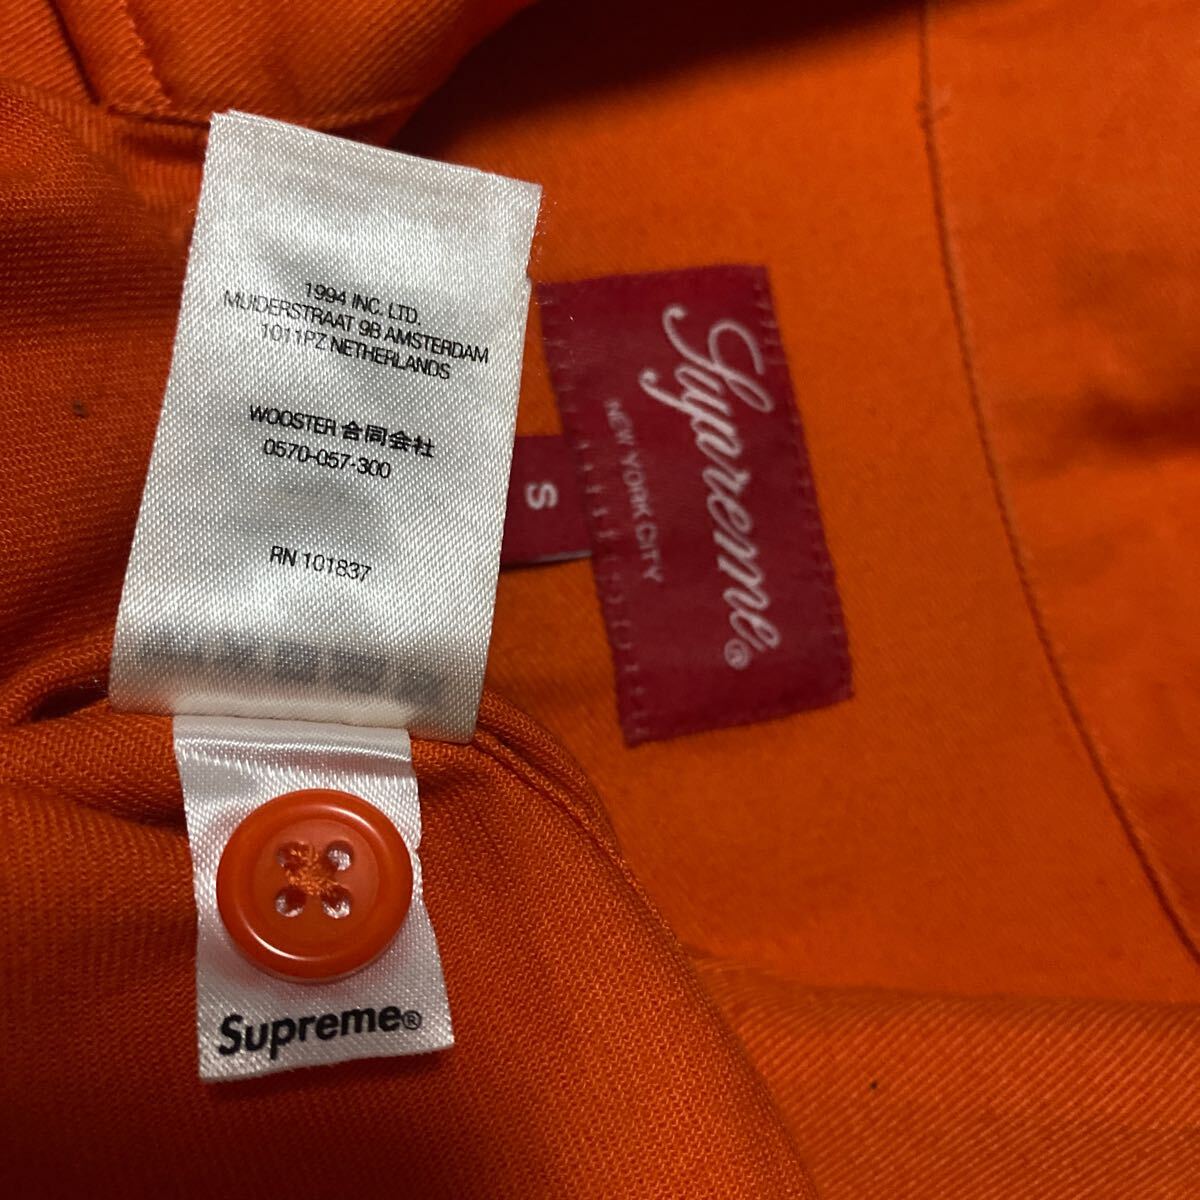 1994 INC. LTD.
MUIDERSTRAAT 9B AMSTERDAM
1011PZ NETHERLANDS
WOOSTER 合同会社
0570-057-300
RN 101837
Supreme®
Supreme®
NEW YORK CITY
S